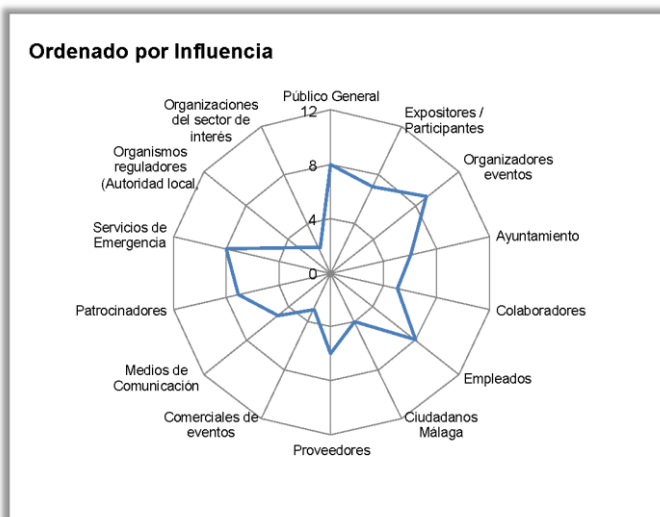 Ordenado por Influencia
Público General
Expositores /
Participantes
Organizadores
eventos
Ayuntamiento
Colaboradores
Empleados
Ciudadanos
Málaga
Proveedores
Comerciales de
eventos
Medios de
Comunicación
Patrocinadores
Servicios de
Emergencia
Organismos
reguladores
(Autoridad local,
Organizaciones
del sector de
interés
12
8
4
0